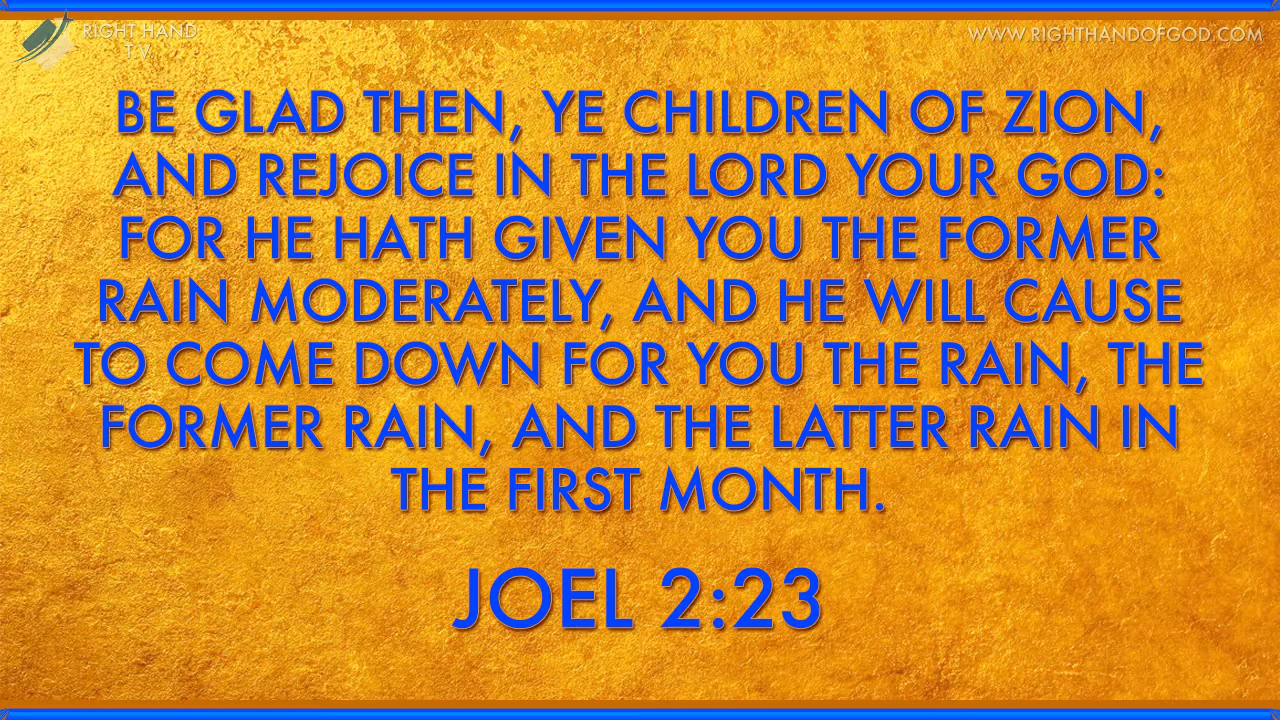 RIGHT HAND
T.V.
WWW.RIGHTHANDOFGOD.COM
BE GLAD THEN, YE CHILDREN OF ZION,
AND REJOICE IN THE LORD YOUR GOD:
FOR HE HATH GIVEN YOU THE FORMER
RAIN MODERATELY, AND HE WILL CAUSE
TO COME DOWN FOR YOU THE RAIN, THE
FORMER RAIN, AND THE LATTER RAIN IN
THE FIRST MONTH.
JOEL 2:23